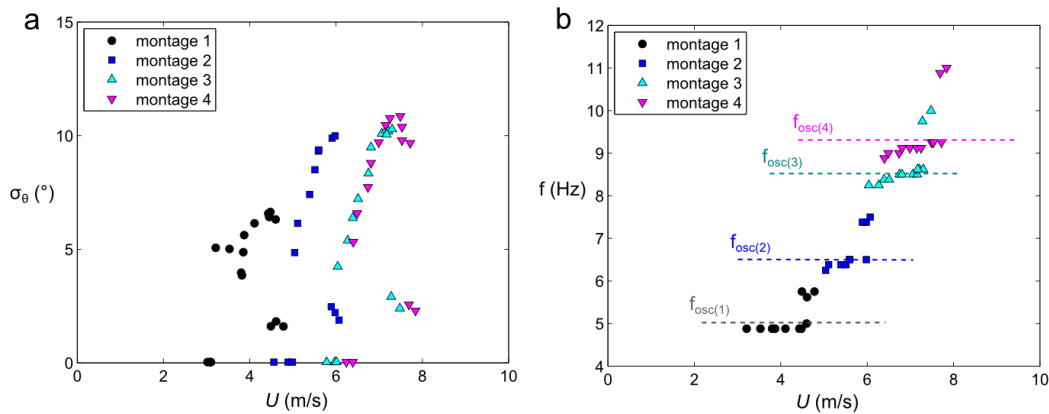 a
15
10
5
0
σθ (°)
montage 1
montage 2
montage 3
montage 4
0 2 4 6 8 10
U (m/s)
b
12
11
10
9
8
7
6
5
4
f (Hz)
montage 1
montage 2
montage 3
montage 4
fosc(4)
fosc(3)
fosc(2)
fosc(1)
0 2 4 6 8 10
U (m/s)